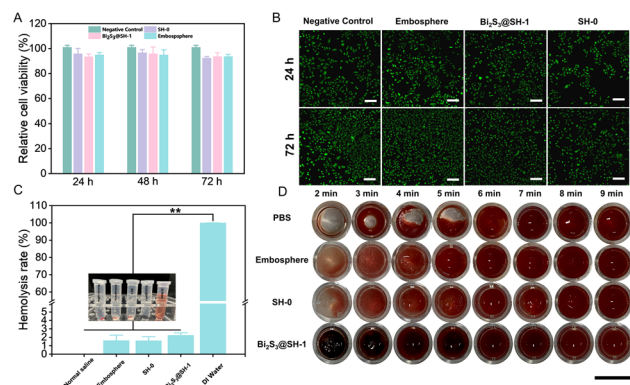 A
Relative cell viability (%)
120
100
80
60
40
20
0
Negative Control
SH-0
Bi₂S₃@SH-1
Embospophere
24 h
48 h
72 h
B
Negative Control
Embosphere
Bi₂S₃@SH-1
SH-0
24 h
72 h
C
Hemolysis rate (%)
110
100
90
80
70
60
5
4
3
2
1
0
**
Normal saline
Embosphere
SH-0
Bi₂S₃@SH-1
DI Water
D
2 min
3 min
4 min
5 min
6 min
7 min
8 min
9 min
PBS
Embosphere
SH-0
Bi₂S₃@SH-1